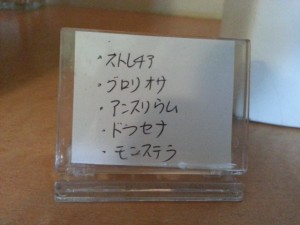 ・ストレチア
・グロリオサ
・アンスリウム
・ドラセナ
・モンステラ